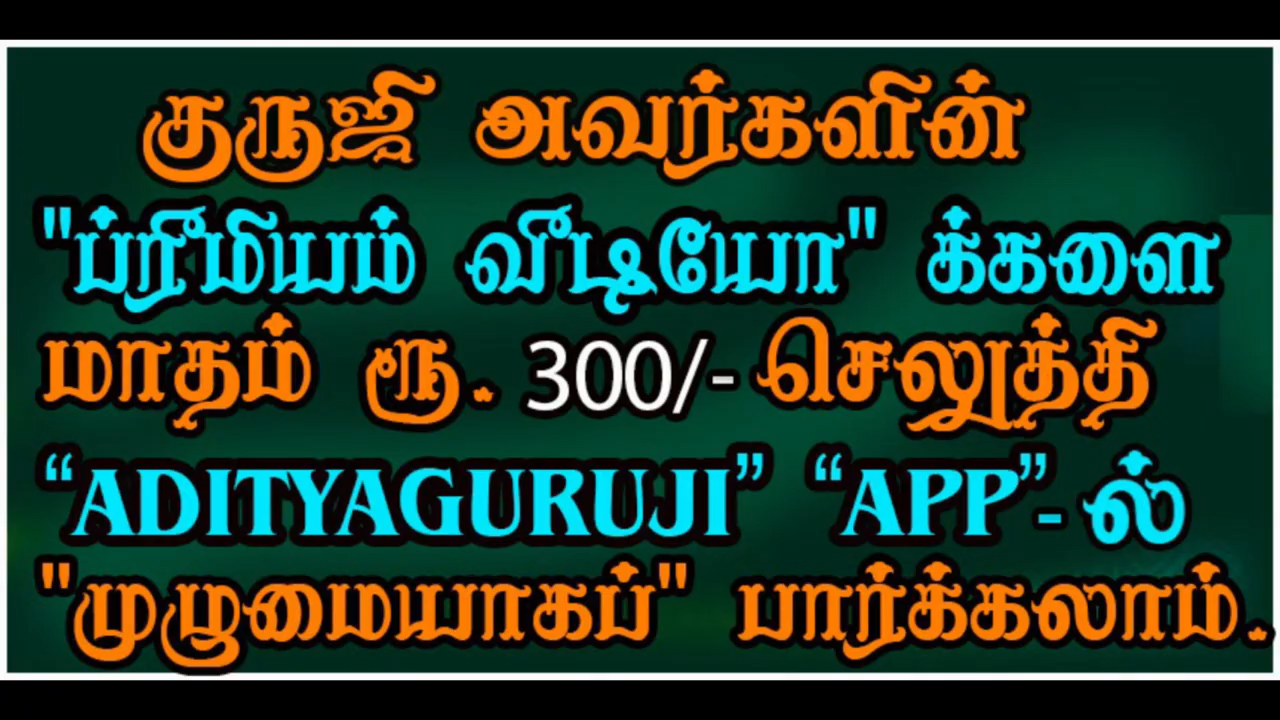 குருஜி அவர்களின்
"ப்ரீமியம் வீடியோ" க்களை
மாதம் ரூ. 300/- செலுத்தி
“ADITYAGURUJI” “APP”- ல்
"முழுமையாகப்" பார்க்கலாம்.